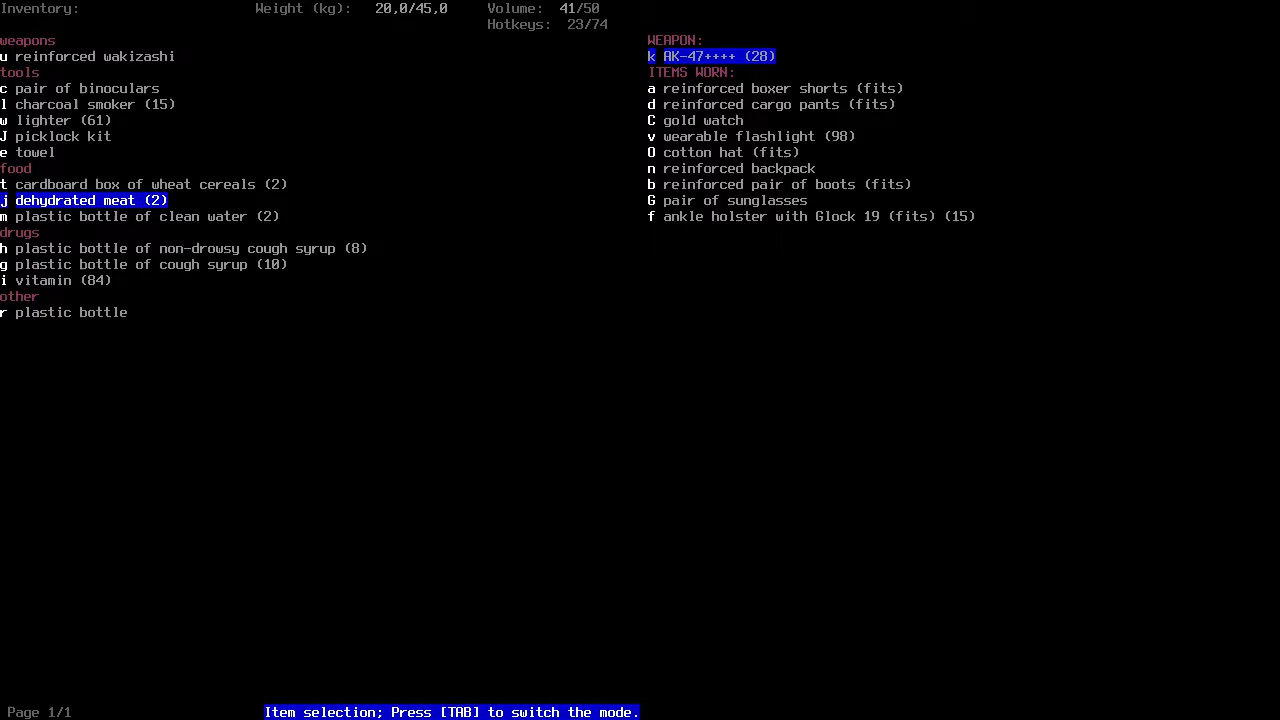 Inventory: Weight (kg): 20,0/45,0 Volume: 41/50
Hotkeys: 23/74
weapons
u reinforced wakizashi
tools
c pair of binoculars
l charcoal smoker (15)
w lighter (61)
J picklock kit
e towel
food
t cardboard box of wheat cereals (2)
j dehydrated meat (2)
m plastic bottle of clean water (2)
drugs
h plastic bottle of non-drowsy cough syrup (8)
g plastic bottle of cough syrup (10)
i vitamin (84)
other
r plastic bottle
WEAPON:
k AK-47++++ (28)
ITEMS WORN:
a reinforced boxer shorts (fits)
d reinforced cargo pants (fits)
C gold watch
v wearable flashlight (98)
O cotton hat (fits)
n reinforced backpack
b reinforced pair of boots (fits)
G pair of sunglasses
f ankle holster with Glock 19 (fits) (15)
Page 1/1 Item selection; Press [TAB] to switch the mode.